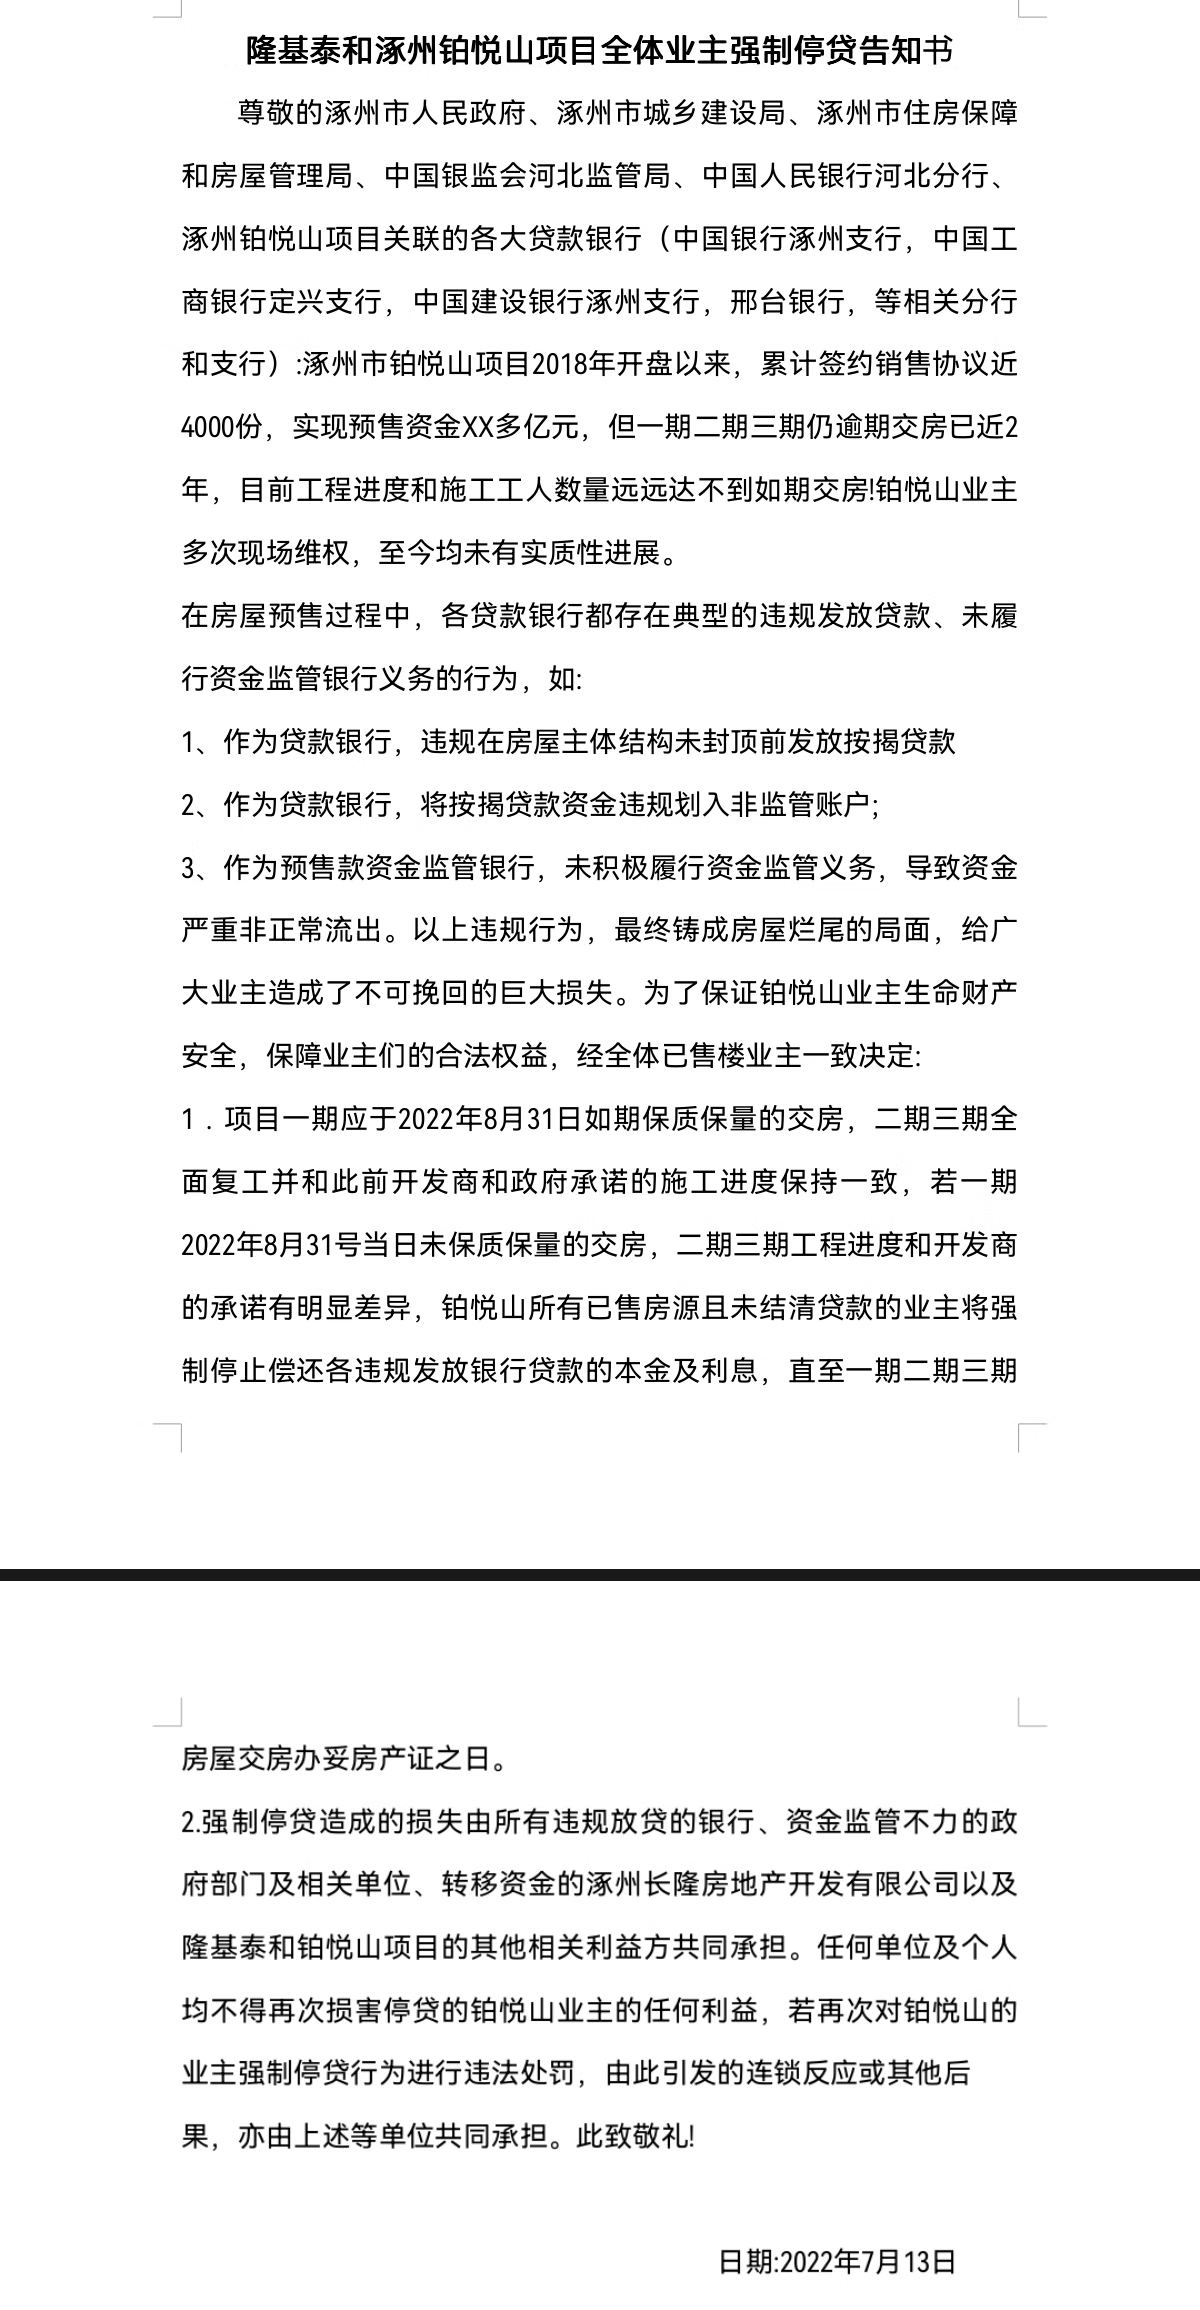 隆基泰和涿州铂悦山项目全体业主强制停贷告知书
尊敬的涿州市人民政府、涿州市城乡建设局、涿州市住房保障
和房屋管理局、中国银监会河北监管局、中国人民银行河北分行、
涿州铂悦山项目关联的各大贷款银行（中国银行涿州支行，中国工
商银行定兴支行，中国建设银行涿州支行，邢台银行，等相关分行
和支行）:涿州市铂悦山项目2018年开盘以来，累计签约销售协议近
4000份，实现预售资金XX多亿元，但一期二期三期仍逾期交房已近2
年，目前工程进度和施工工人数量远远达不到如期交房!铂悦山业主
多次现场维权，至今均未有实质性进展。
在房屋预售过程中，各贷款银行都存在典型的违规发放贷款、未履
行资金监管银行义务的行为，如:
1、作为贷款银行，违规在房屋主体结构未封顶前发放按揭贷款
2、作为贷款银行，将按揭贷款资金违规划入非监管账户;
3、作为预售款资金监管银行，未积极履行资金监管义务，导致资金
严重非正常流出。以上违规行为，最终铸成房屋烂尾的局面，给广
大业主造成了不可挽回的巨大损失。为了保证铂悦山业主生命财产
安全，保障业主们的合法权益，经全体已售楼业主一致决定:
1．项目一期应于2022年8月31日如期保质保量的交房，二期三期全
面复工并和此前开发商和政府承诺的施工进度保持一致，若一期
2022年8月31号当日未保质保量的交房，二期三期工程进度和开发商
的承诺有明显差异，铂悦山所有已售房源且未结清贷款的业主将强
制停止偿还各违规发放银行贷款的本金及利息，直至一期二期三期
房屋交房办妥房产证之日。
2.强制停贷造成的损失由所有违规放贷的银行、资金监管不力的政
府部门及相关单位、转移资金的涿州长隆房地产开发有限公司以及
隆基泰和铂悦山项目的其他相关利益方共同承担。任何单位及个人
均不得再次损害停贷的铂悦山业主的任何利益，若再次对铂悦山的
业主强制停贷行为进行违法处罚，由此引发的连锁反应或其他后
果，亦由上述等单位共同承担。此致敬礼!
日期:2022年7月13日